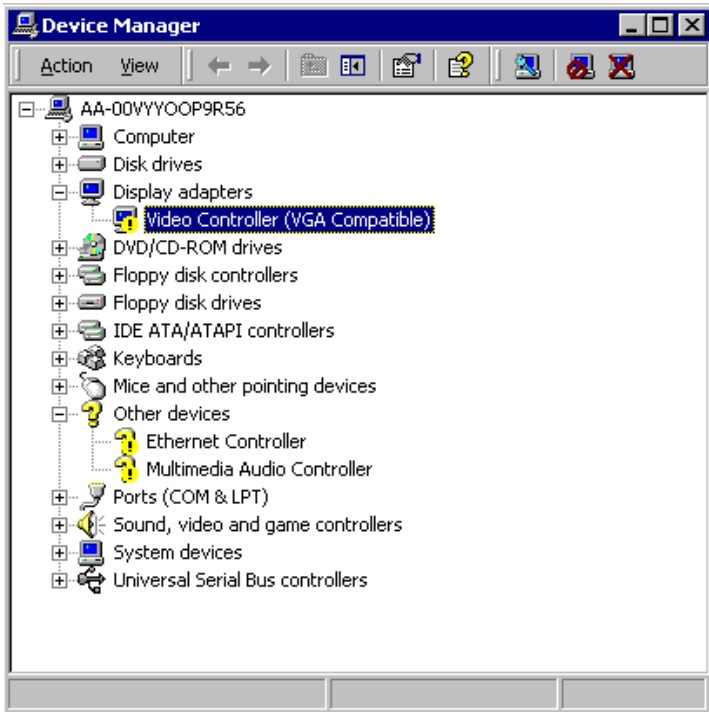 Device Manager
Action View
AA-00VYYOOP9R56
Computer
Disk drives
Display adapters
Video Controller (VGA Compatible)
DVD/CD-ROM drives
Floppy disk controllers
Floppy disk drives
IDE ATA/ATAPI controllers
Keyboards
Mice and other pointing devices
Other devices
Ethernet Controller
Multimedia Audio Controller
Ports (COM & LPT)
Sound, video and game controllers
System devices
Universal Serial Bus controllers